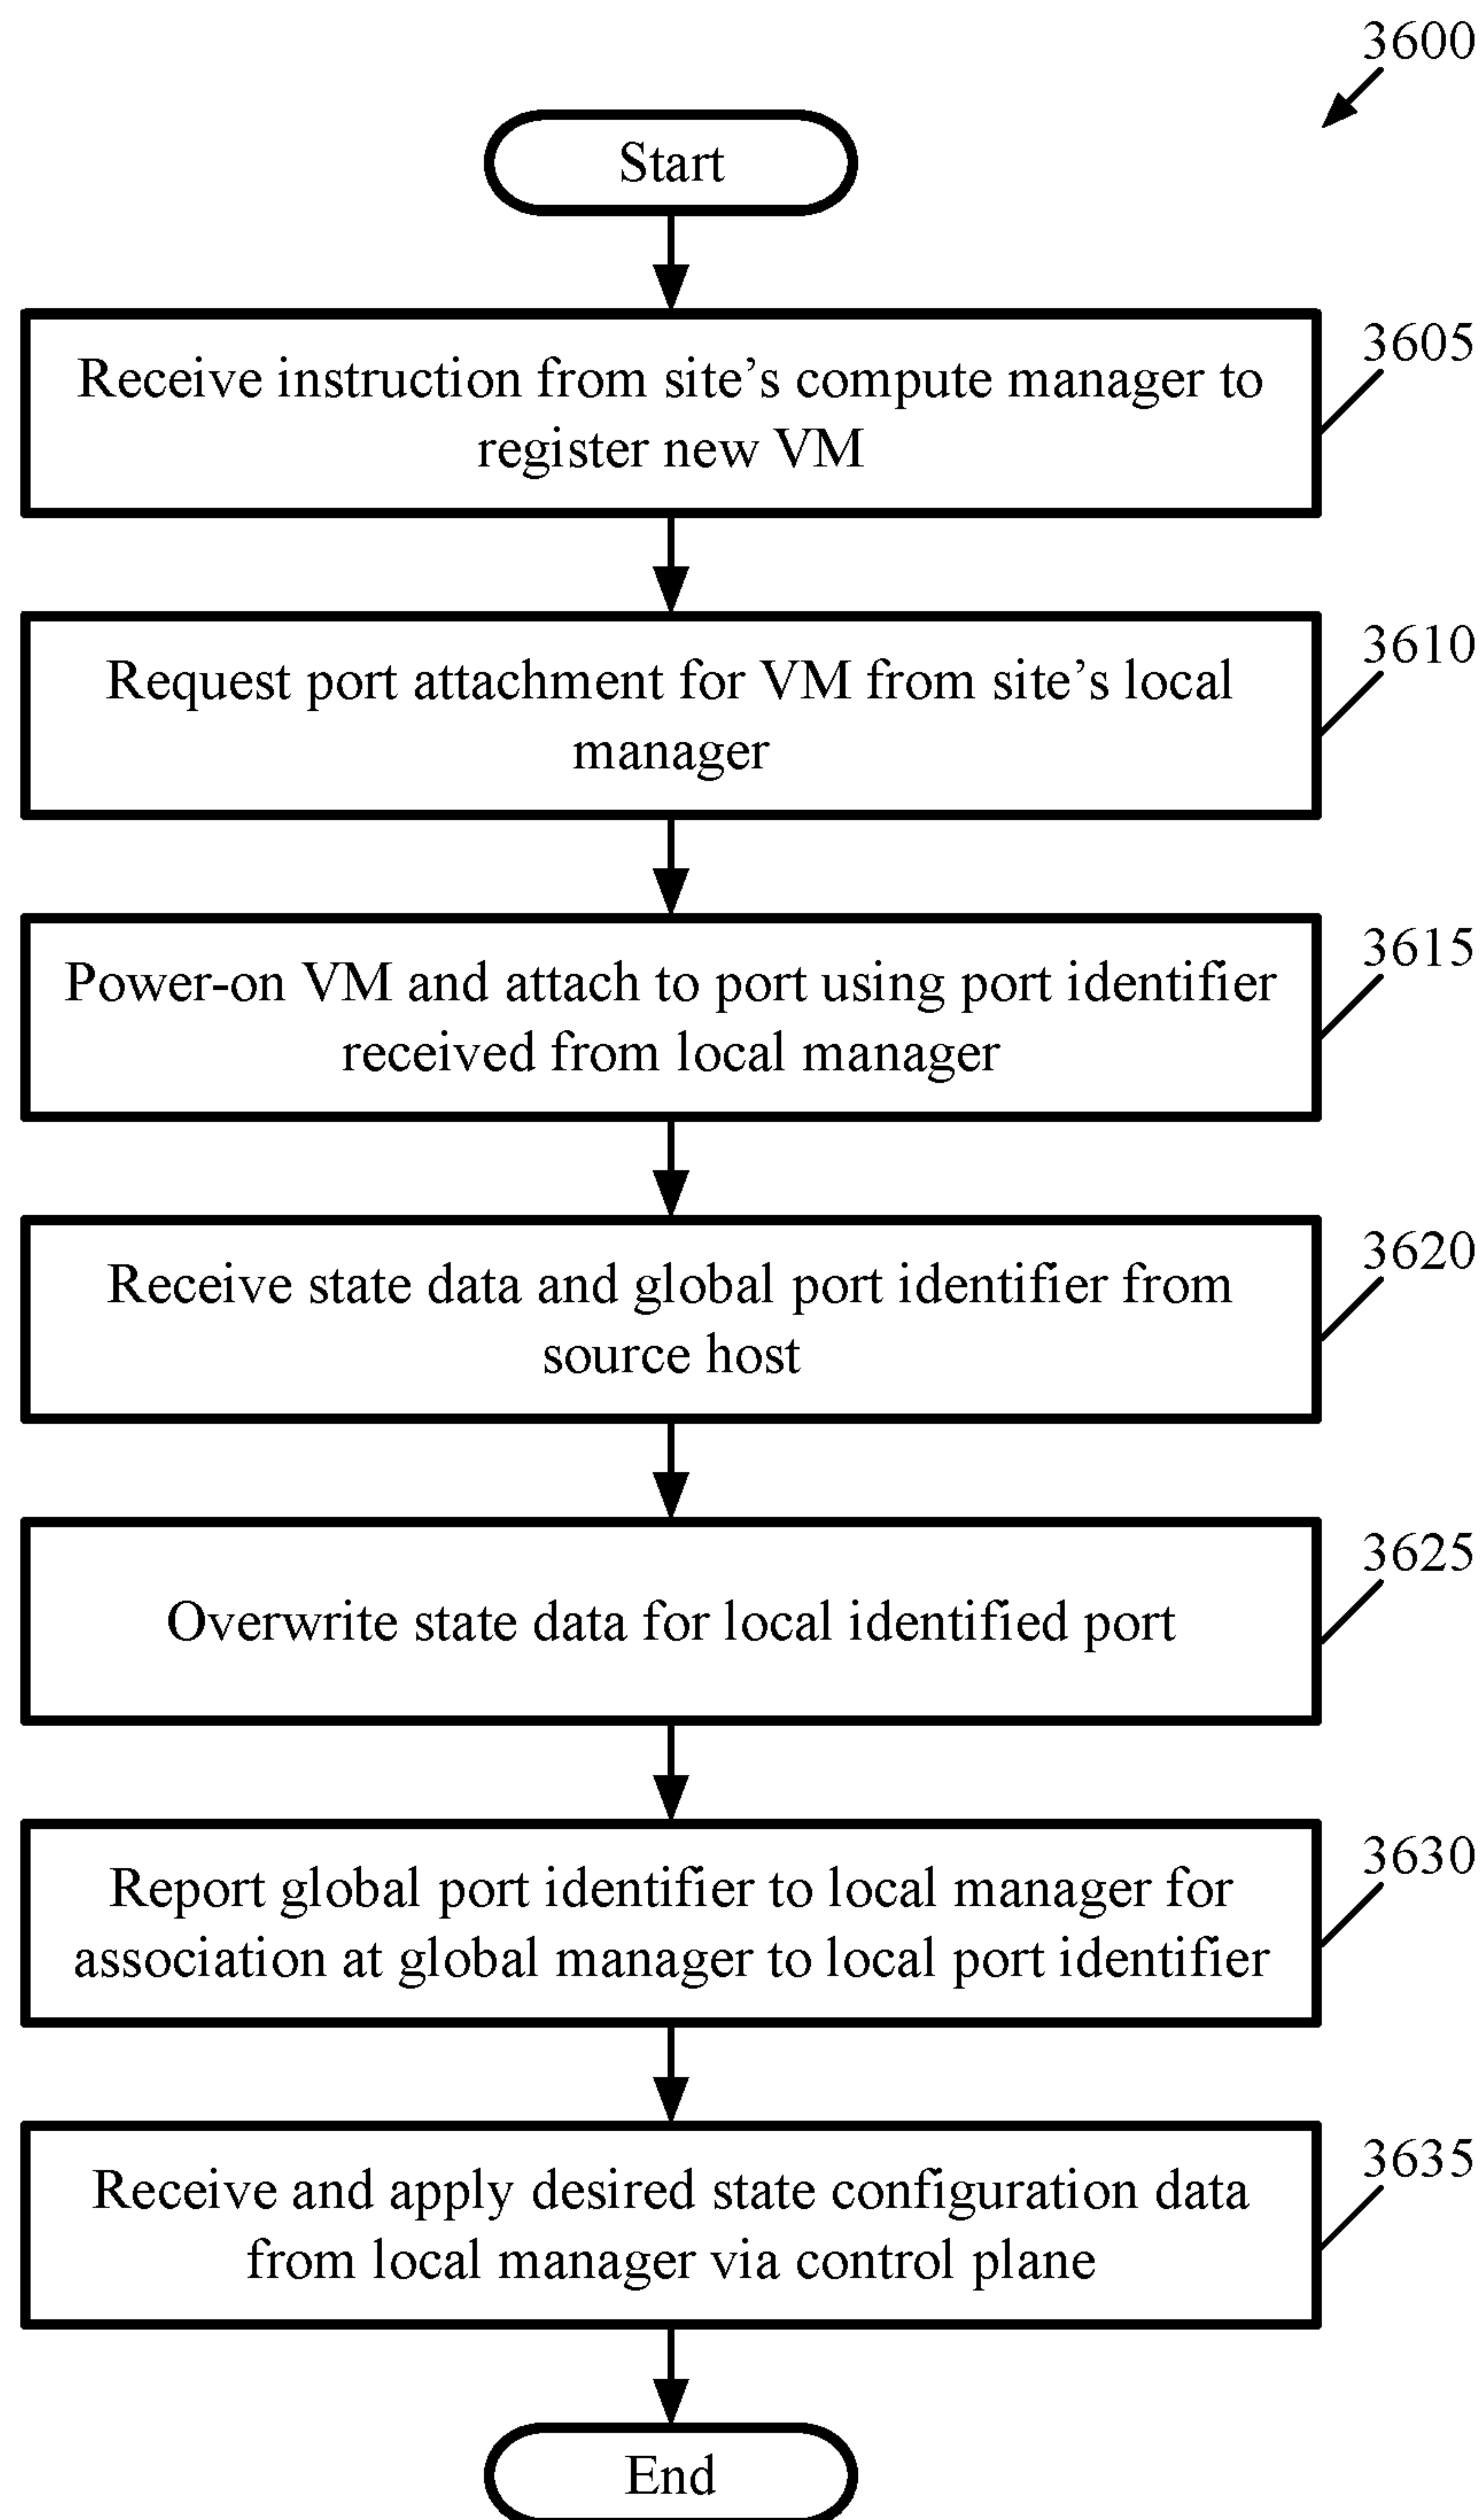 3600
Start
Receive instruction from site’s compute manager to
register new VM
3605
Request port attachment for VM from site’s local
manager
3610
Power-on VM and attach to port using port identifier
received from local manager
3615
Receive state data and global port identifier from
source host
3620
Overwrite state data for local identified port
3625
Report global port identifier to local manager for
association at global manager to local port identifier
3630
Receive and apply desired state configuration data
from local manager via control plane
3635
End